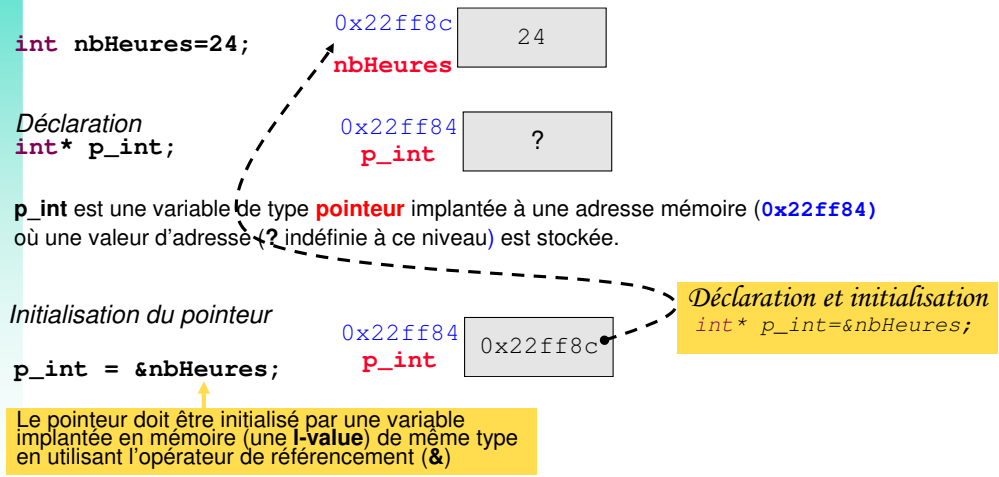 int nbHeures=24;
0x22ff8c
24
nbHeures
Déclaration
int* p_int;
0x22ff84
?
p_int
p_int est une variable de type pointeur implantée à une adresse mémoire (0x22ff84)
où une valeur d'adresse (? indéfinie à ce niveau) est stockée.
Initialisation du pointeur
p_int = &nbHeures;
0x22ff84
0x22ff8c
p_int
Déclaration et initialisation
int* p_int=&nbHeures;
Le pointeur doit être initialisé par une variable
implantée en mémoire (une l-value) de même type
en utilisant l'opérateur de référencement (&)